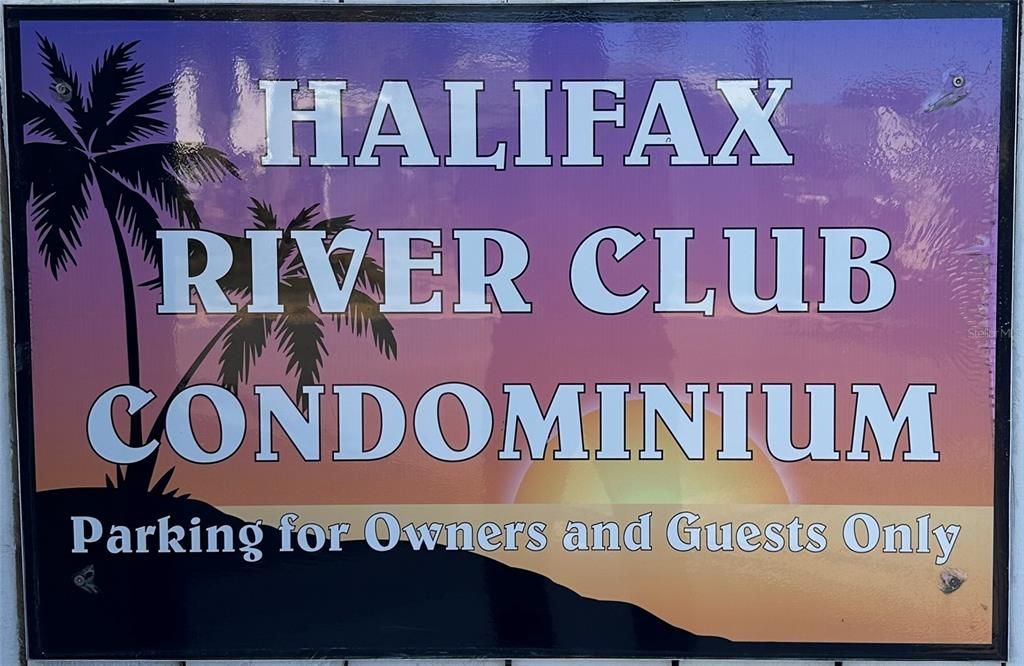 HALIFAX
RIVER CLUB
CONDOMINIUM
Parking for Owners and Guests Only